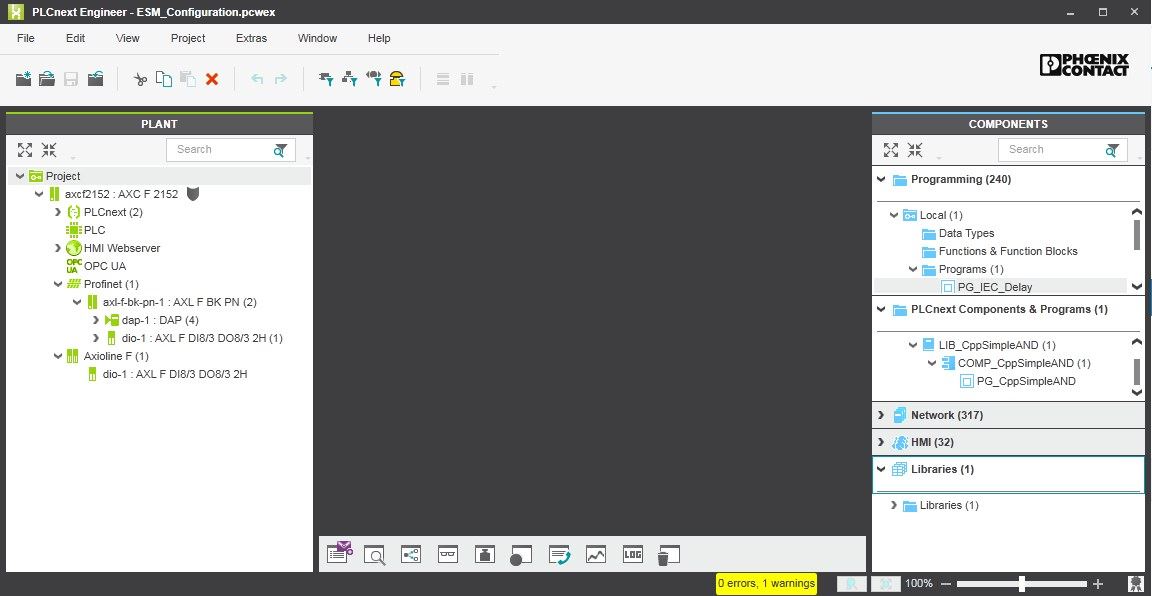 PLCnext Engineer - ESM_Configuration.pcwex
File Edit View Project Extras Window Help
PHŒNIX
CONTACT
PLANT
Search
Project
axcf2152 : AXC F 2152
PLCnext (2)
PLC
HMI Webserver
OPC
UA
OPC UA
Profinet (1)
axl-f-bk-pn-1 : AXL F BK PN (2)
dap-1 : DAP (4)
dio-1 : AXL F DI8/3 DO8/3 2H (1)
Axioline F (1)
dio-1 : AXL F DI8/3 DO8/3 2H
COMPONENTS
Search
Programming (240)
Local (1)
Data Types
Functions & Function Blocks
Programs (1)
PG_IEC_Delay
PLCnext Components & Programs (1)
LIB_CppSimpleAND (1)
COMP_CppSimpleAND (1)
PG_CppSimpleAND
Network (317)
HMI (32)
Libraries (1)
Libraries (1)
LOG
0 errors, 1 warnings
100%